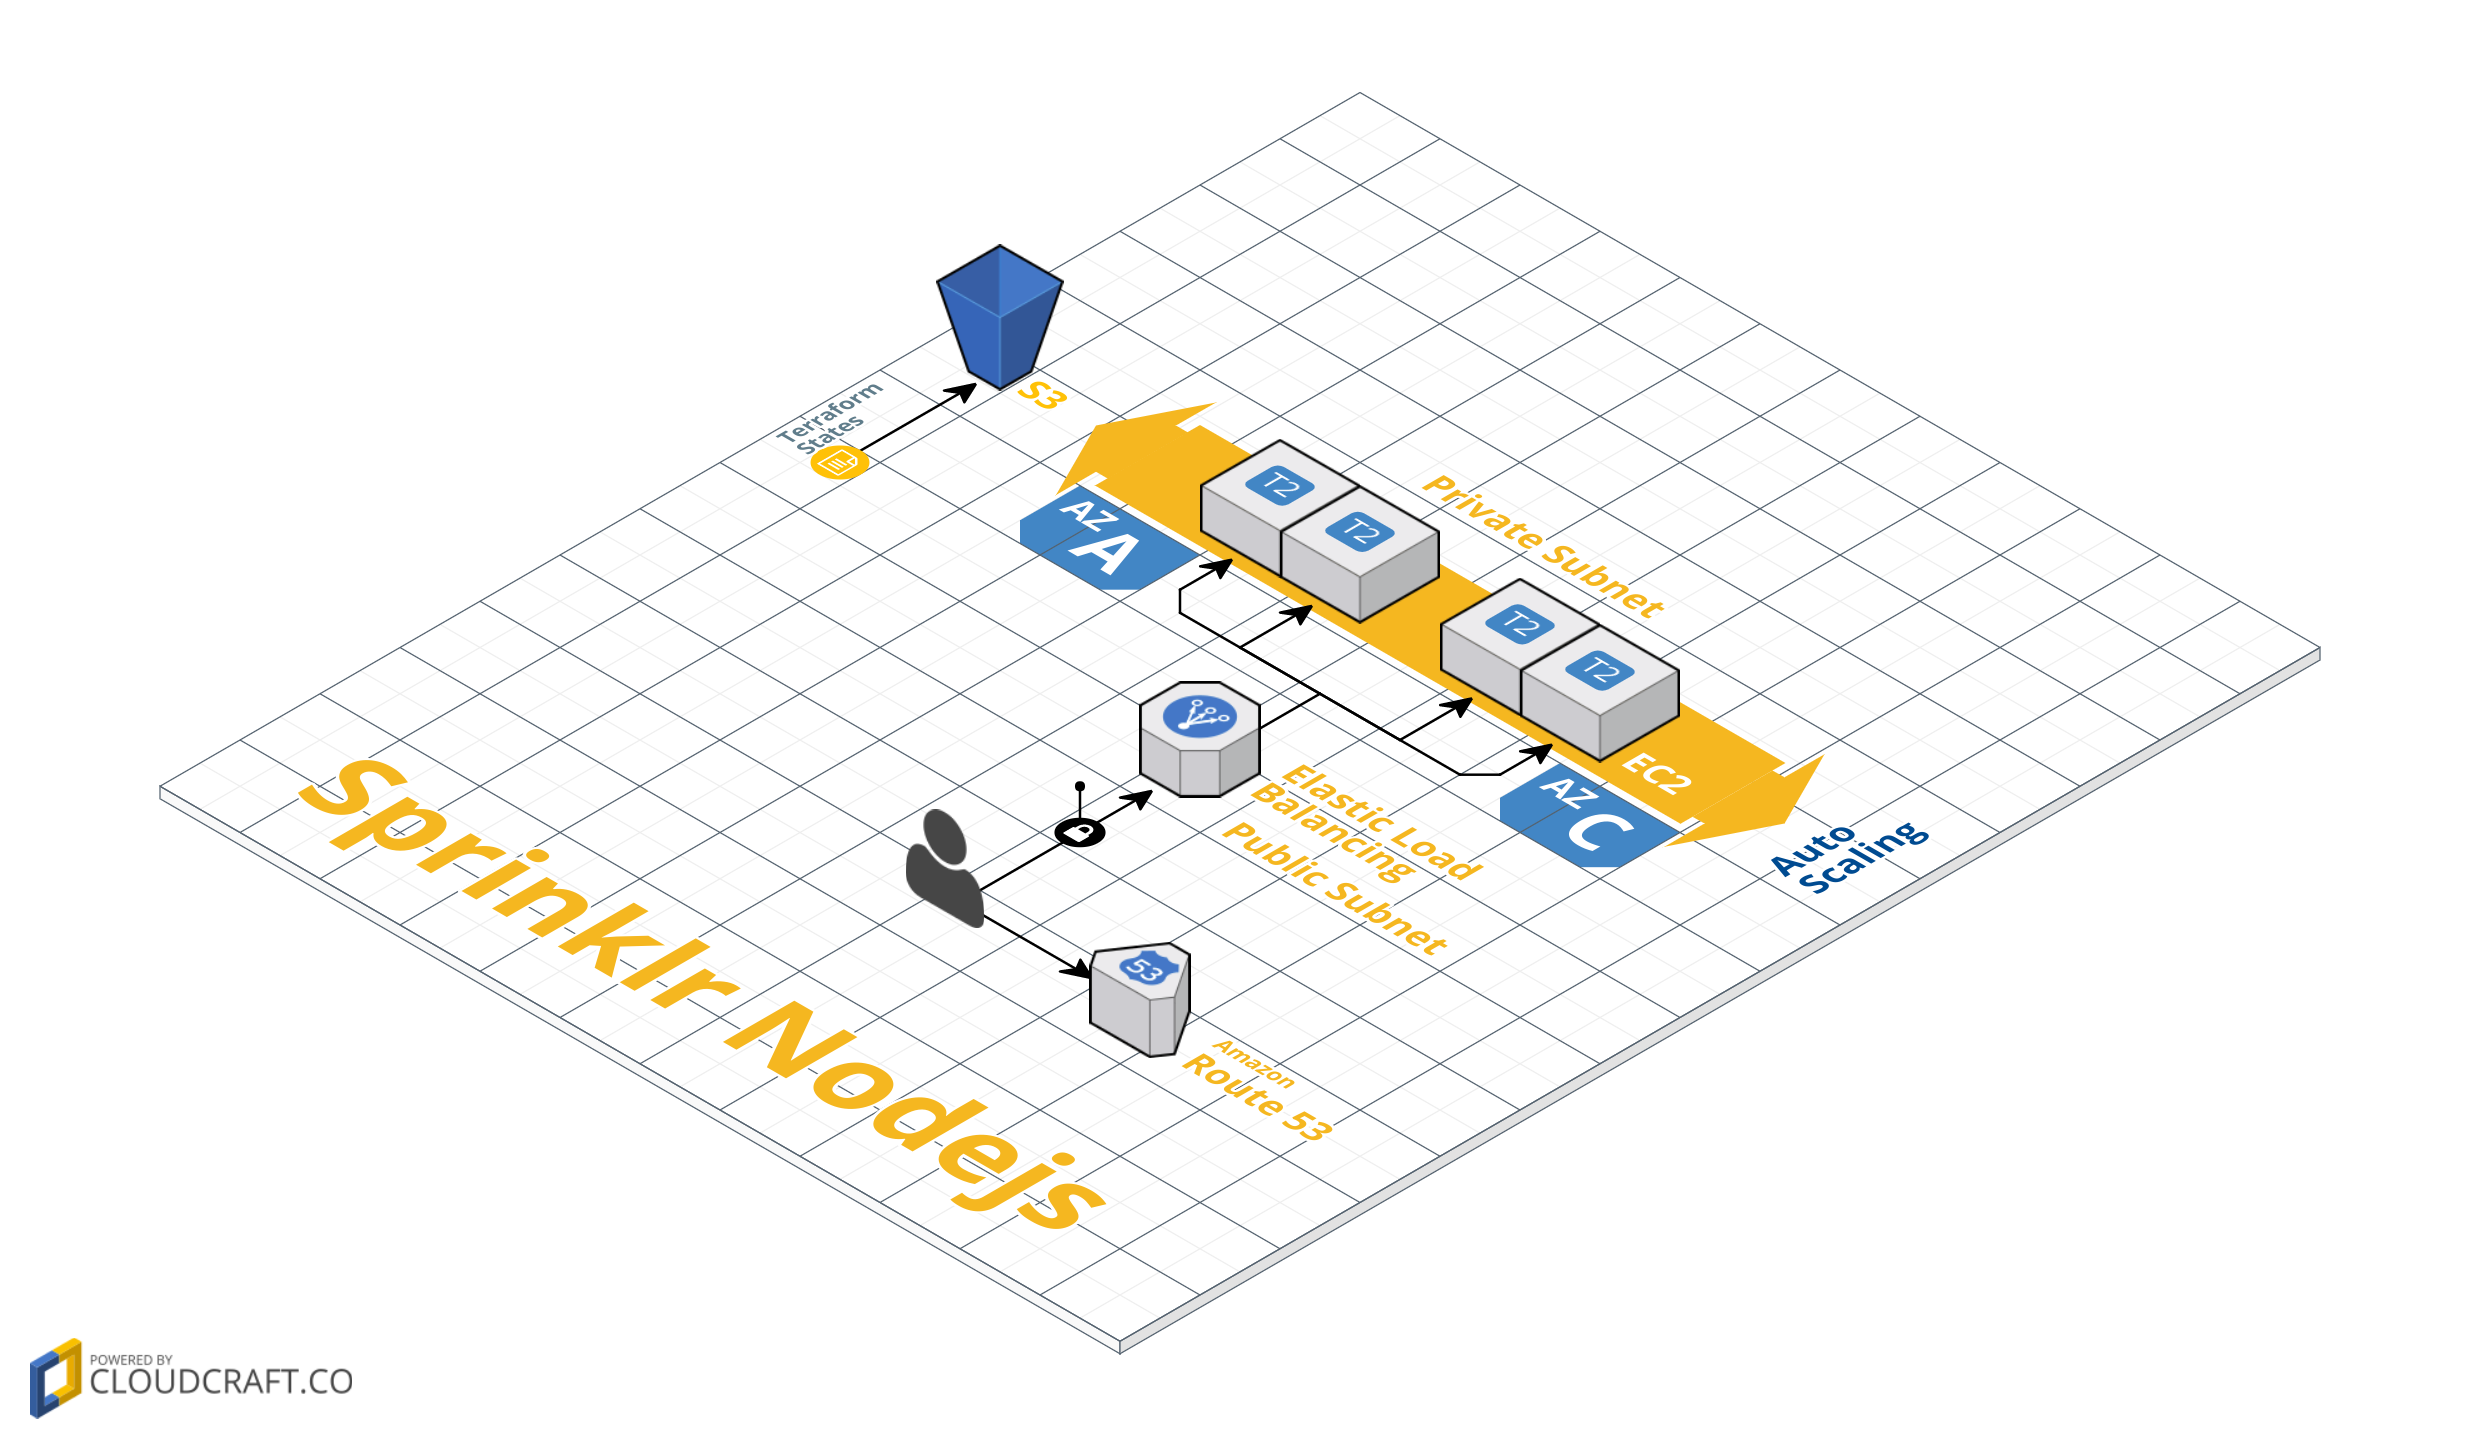 S3
Terraform
States
AZ
A
T2
T2
Private Subnet
T2
T2
EC2
AZ
C
Auto
Scaling
Elastic Load
Balancing
Public Subnet
53
Amazon
Route 53
Sprinklr Nodejs
POWERED BY
CLOUDCRAFT.CO